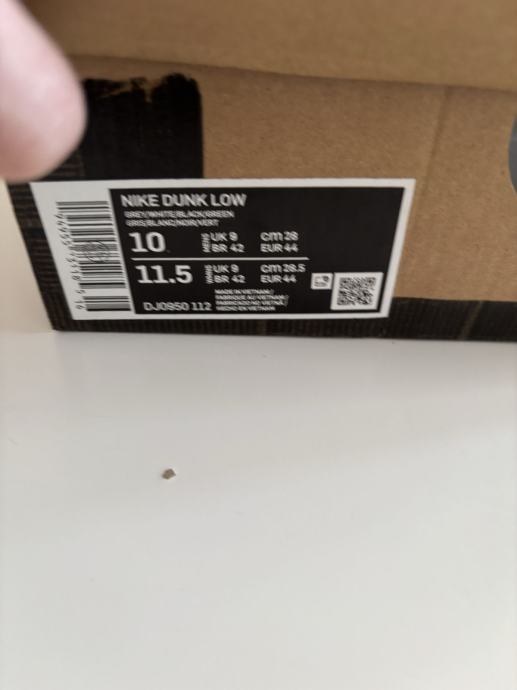 NIKE DUNK LOW
GREY/WHITE/BLACK/GREEN
GRIS/BLANC/NOIR/VERT
10 UK 9 cm 28
BR 42 EUR 44
11.5 UK 9 cm 28.5
BR 42 EUR 44
MADE IN VIETNAM/
FABRIQUE AU VIETNAM/
FABRICADO NO VIETNÃ/
HECHO EN VIETNAM
DJ0950 112